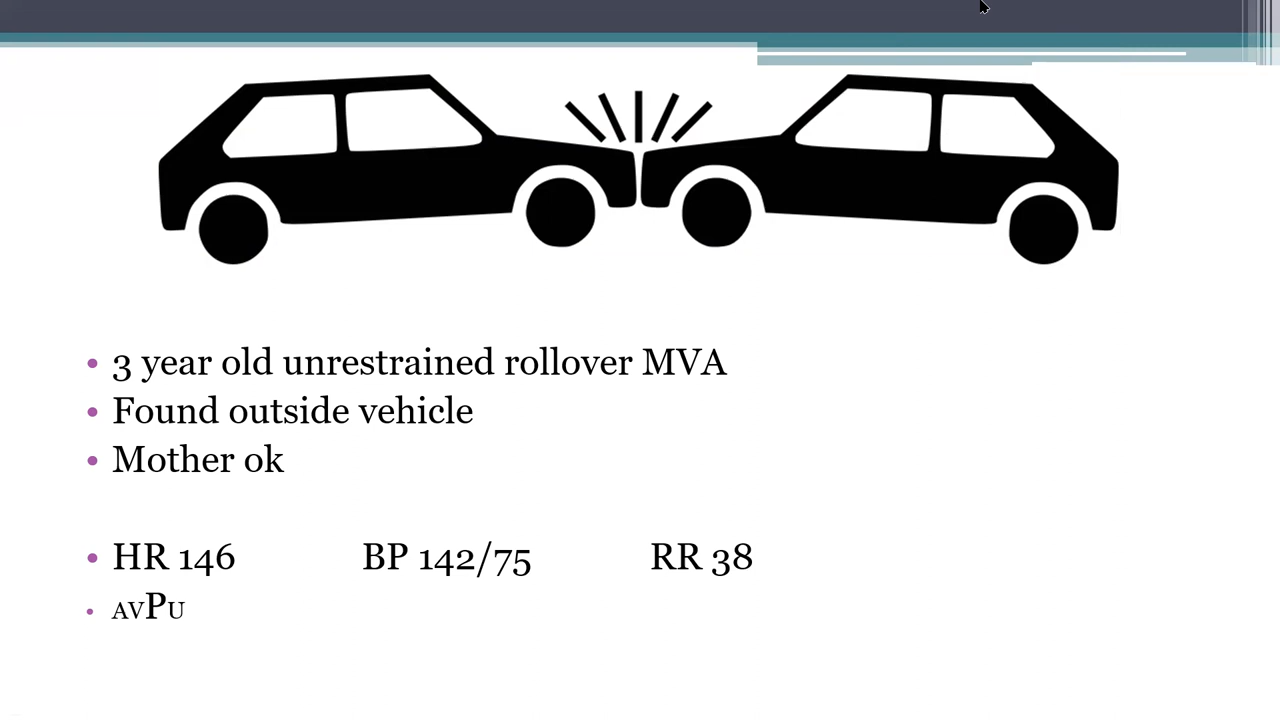 • 3 year old unrestrained rollover MVA
• Found outside vehicle
• Mother ok
• HR 146 BP 142/75 RR 38
• AVPU